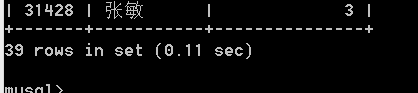 | 31428 | 张敏 | 3 |
+-------+-----------+---------------+
39 rows in set (0.11 sec)
mysql>